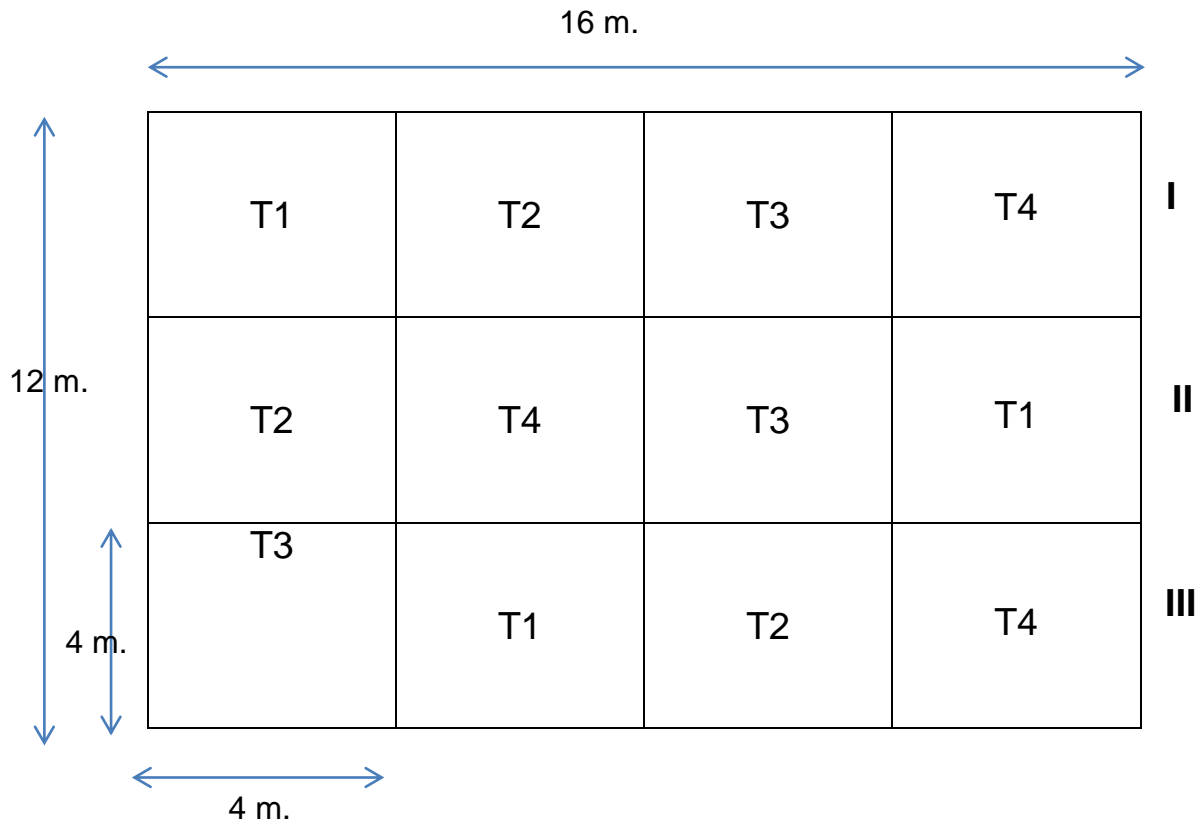 16 m.
T1 T2 T3 T4 I
12 m.
T2 T4 T3 T1 II
T3 T1 T2 T4 III
4 m.
4 m.